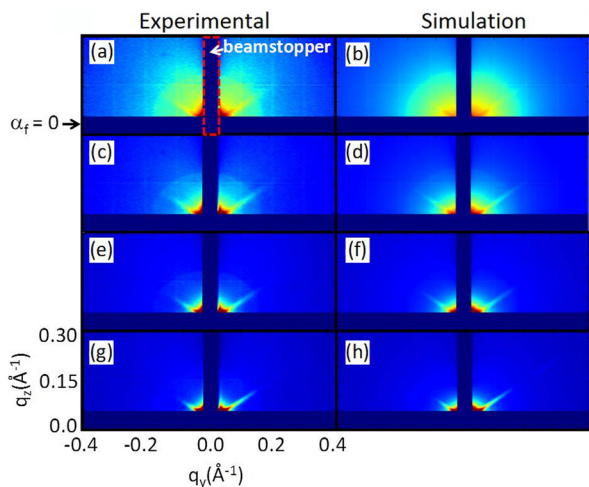 Experimental Simulation
(a) beamstopper (b)
αf = 0
(c) (d)
(e) (f)
0.30
(g) (h)
0.15
qz(Å-1)
0.0
-0.4 -0.2 0.0 0.2 0.4
qy(Å-1)